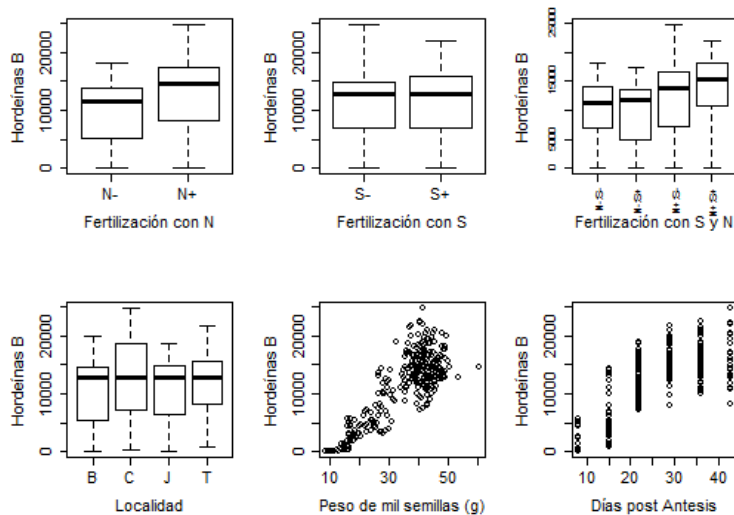 Hordeínas B
0 10000 20000
N- N+
Fertilización con N
Hordeínas B
0 10000 20000
S- S+
Fertilización con S
Hordeínas B
0 5000 15000 25000
N- S- N- S+ N+ S- N+ S+
Fertilización con S y N
Hordeínas B
0 10000 20000
B C J T
Localidad
Hordeínas B
0 10000 20000
10 30 50
Peso de mil semillas (g)
Hordeínas B
0 10000 20000
10 20 30 40
Días post Antesis